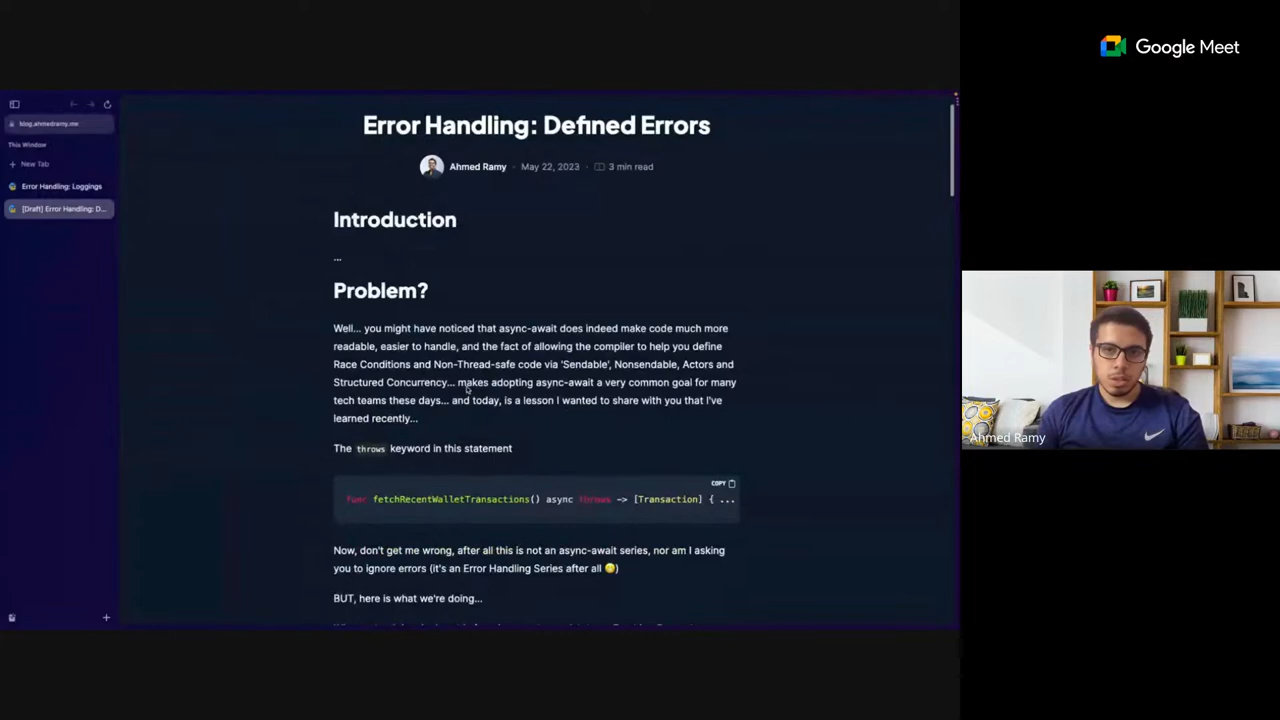 Google Meet
blog.ahmedramy.me
This Window
New Tab
Error Handling: Loggings
[Draft] Error Handling: D...
Error Handling: Defined Errors
Ahmed Ramy · May 22, 2023 · 3 min read
Introduction
...
Problem?
Well... you might have noticed that async-await does indeed make code much more
readable, easier to handle, and the fact of allowing the compiler to help you define
Race Conditions and Non-Thread-safe code via 'Sendable', Nonsendable, Actors and
Structured Concurrency... makes adopting async-await a very common goal for many
tech teams these days... and today, is a lesson I wanted to share with you that I've
learned recently...
The throws keyword in this statement
COPY
func fetchRecentWalletTransactions() async throws -> [Transaction] { ...
Now, don't get me wrong, after all this is not an async-await series, nor am I asking
you to ignore errors (it's an Error Handling Series after all 😄)
BUT, here is what we're doing...
Ahmed Ramy